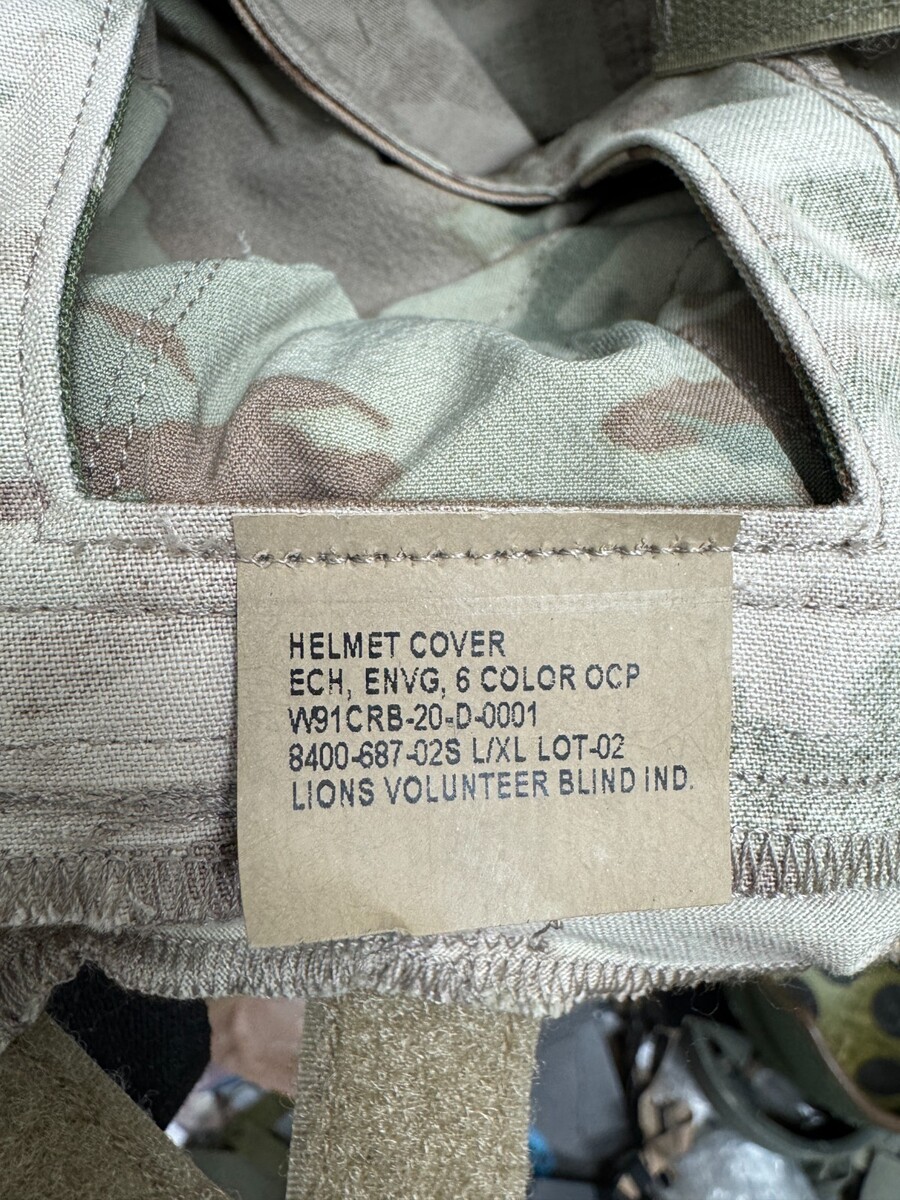 HELMET COVER
ECH, ENVG, 6 COLOR OCP
W91CRB-20-D-0001
8400-687-02S L/XL LOT-02
LIONS VOLUNTEER BLIND IND.